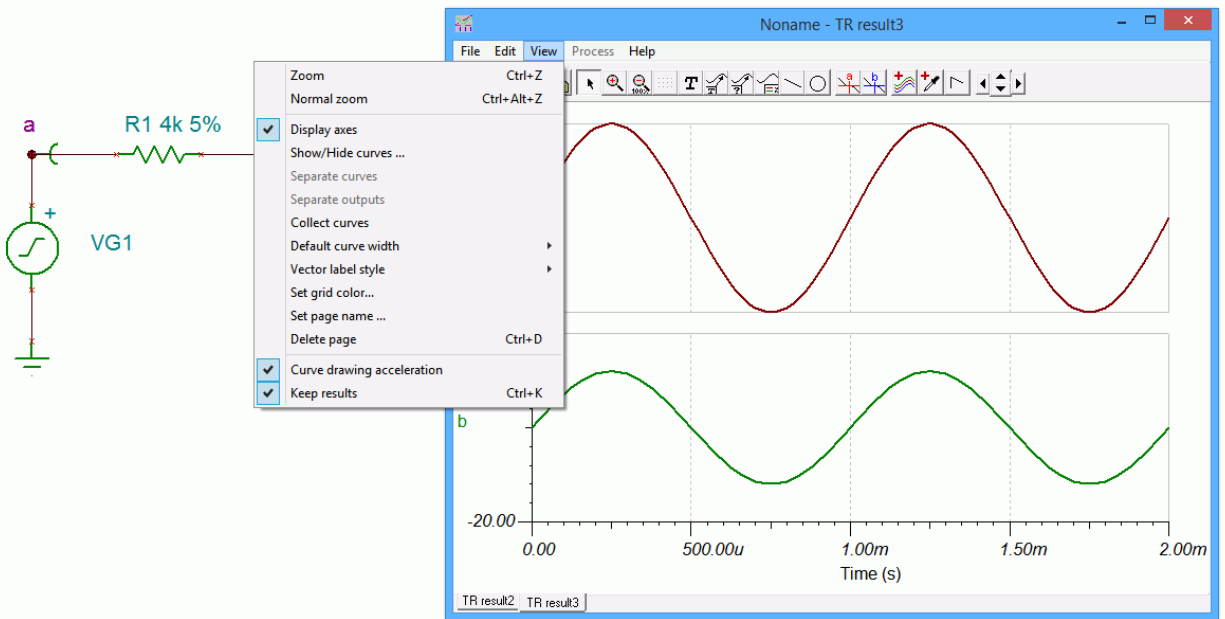 Noname - TR result3
File Edit View Process Help
Zoom Ctrl+Z
Normal zoom Ctrl+Alt+Z
Display axes
Show/Hide curves ...
Separate curves
Separate outputs
Collect curves
Default curve width
Vector label style
Set grid color...
Set page name ...
Delete page Ctrl+D
Curve drawing acceleration
Keep results Ctrl+K
T
100%
a
b
a
R1 4k 5%
+
VG1
b
-20.00
0.00 500.00u 1.00m 1.50m 2.00m
Time (s)
TR result2 TR result3